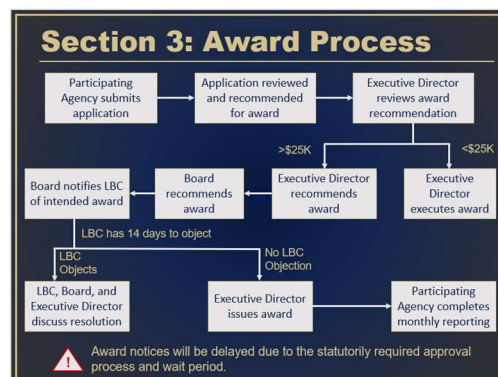 Section 3: Award Process
Participating
Agency submits
application
Application reviewed
and recommended
for award
Executive Director
reviews award
recommendation
>$25K
<$25K
Board notifies LBC
of intended award
Board
recommends
award
Executive Director
recommends
award
Executive
Director
executes award
LBC has 14 days to object
LBC
Objects
No LBC
Objection
LBC, Board, and
Executive Director
discuss resolution
Executive Director
issues award
Participating
Agency completes
monthly reporting
! Award notices will be delayed due to the statutorily required approval
process and wait period.